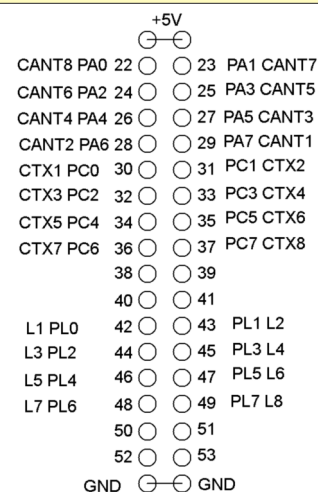 +5V
CANT8 PA0 22 23 PA1 CANT7
CANT6 PA2 24 25 PA3 CANT5
CANT4 PA4 26 27 PA5 CANT3
CANT2 PA6 28 29 PA7 CANT1
CTX1 PC0 30 31 PC1 CTX2
CTX3 PC2 32 33 PC3 CTX4
CTX5 PC4 34 35 PC5 CTX6
CTX7 PC6 36 37 PC7 CTX8
38 39
40 41
L1 PL0 42 43 PL1 L2
L3 PL2 44 45 PL3 L4
L5 PL4 46 47 PL5 L6
L7 PL6 48 49 PL7 L8
50 51
52 53
GND GND